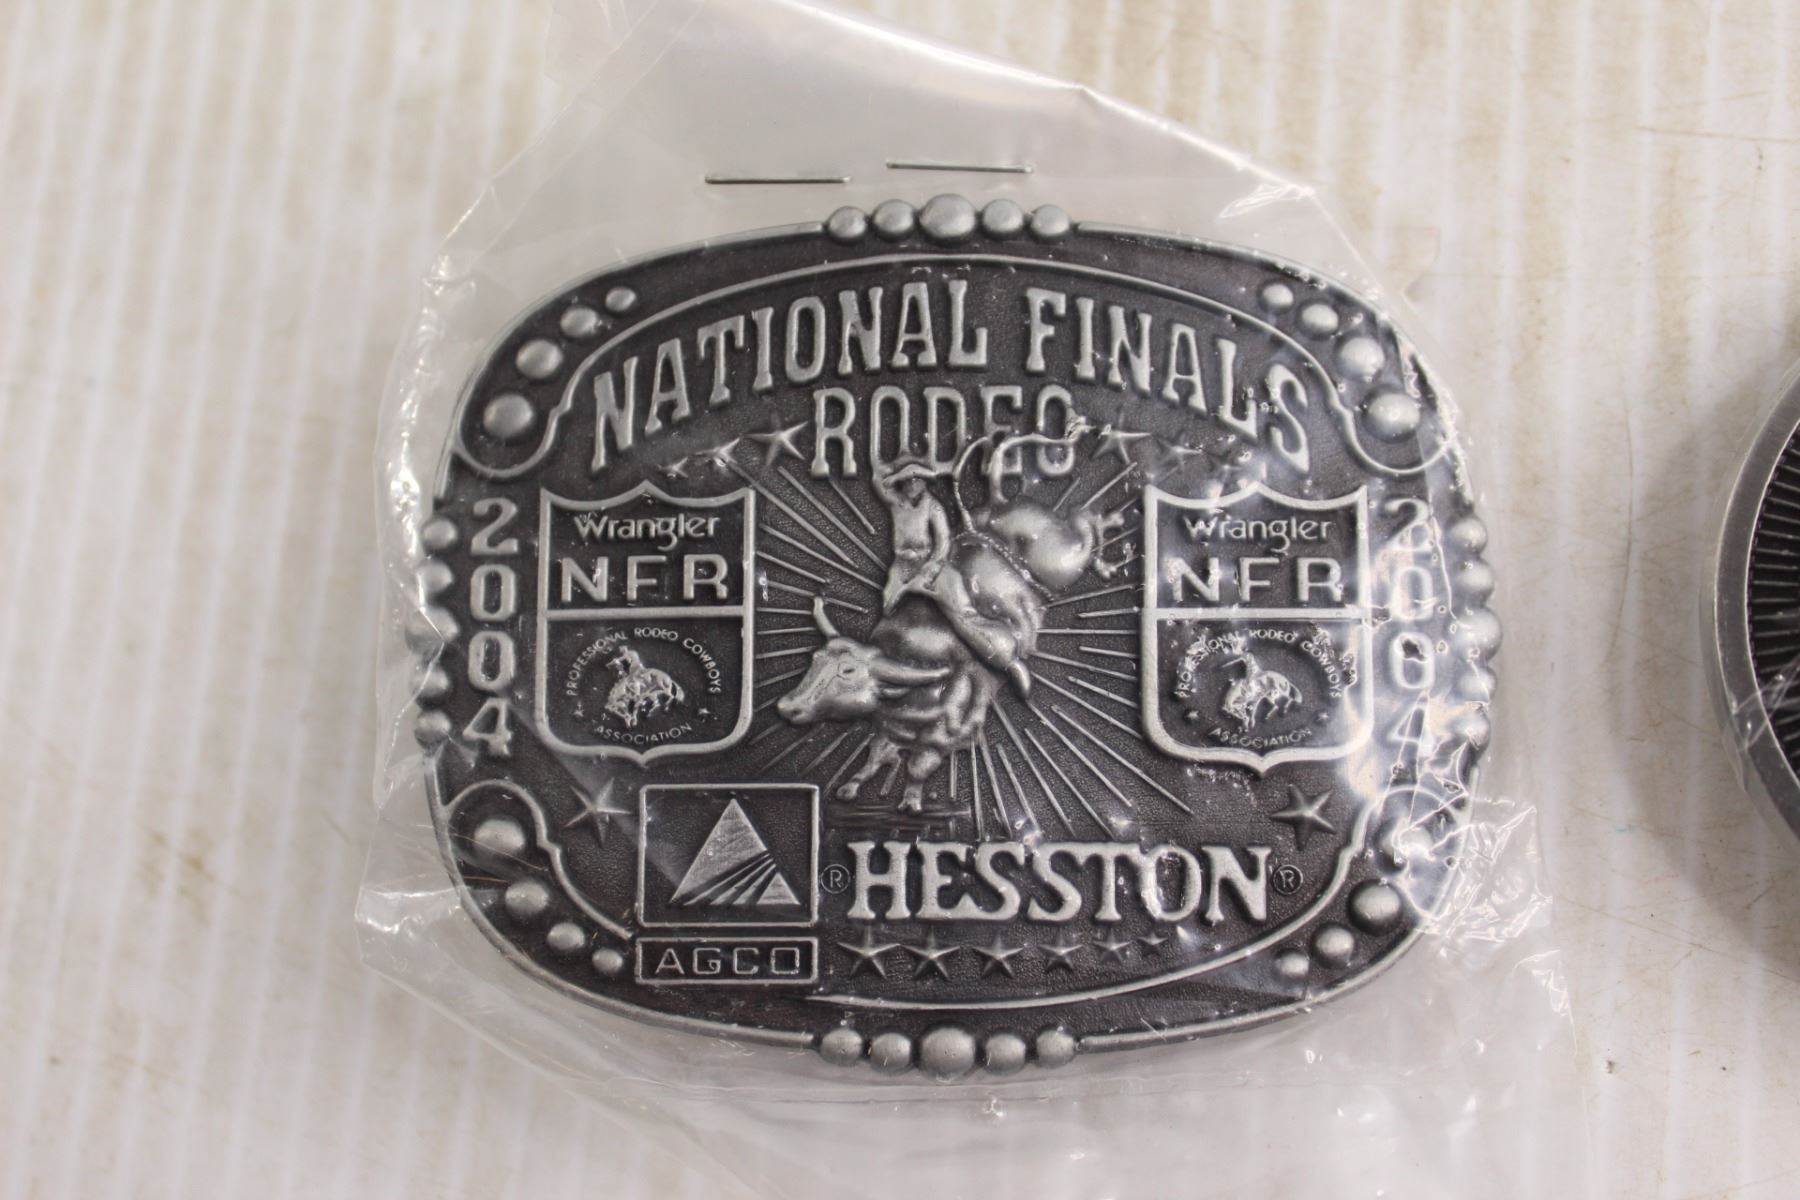 NATIONAL FINALS
RODEO
2004
Wrangler
NFR
PROFESSIONAL RODEO COWBOYS
ASSOCIATION
Wrangler
NFR
PROFESSIONAL RODEO COWBOYS
ASSOCIATION
2004
® HESSTON ®
AGCO